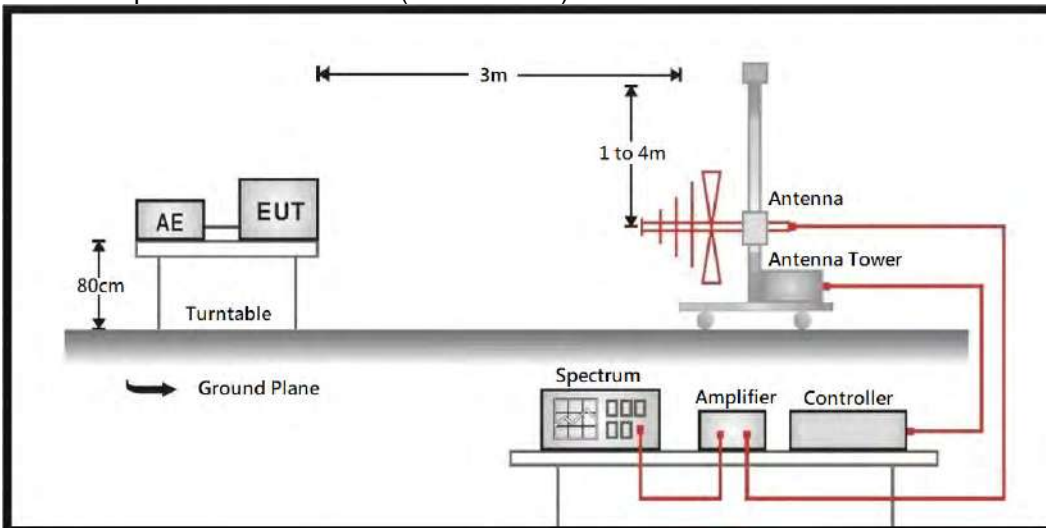 3m
1 to 4m
AE
EUT
Antenna
80cm
Antenna Tower
Turntable
Ground Plane
Spectrum
Amplifier
Controller